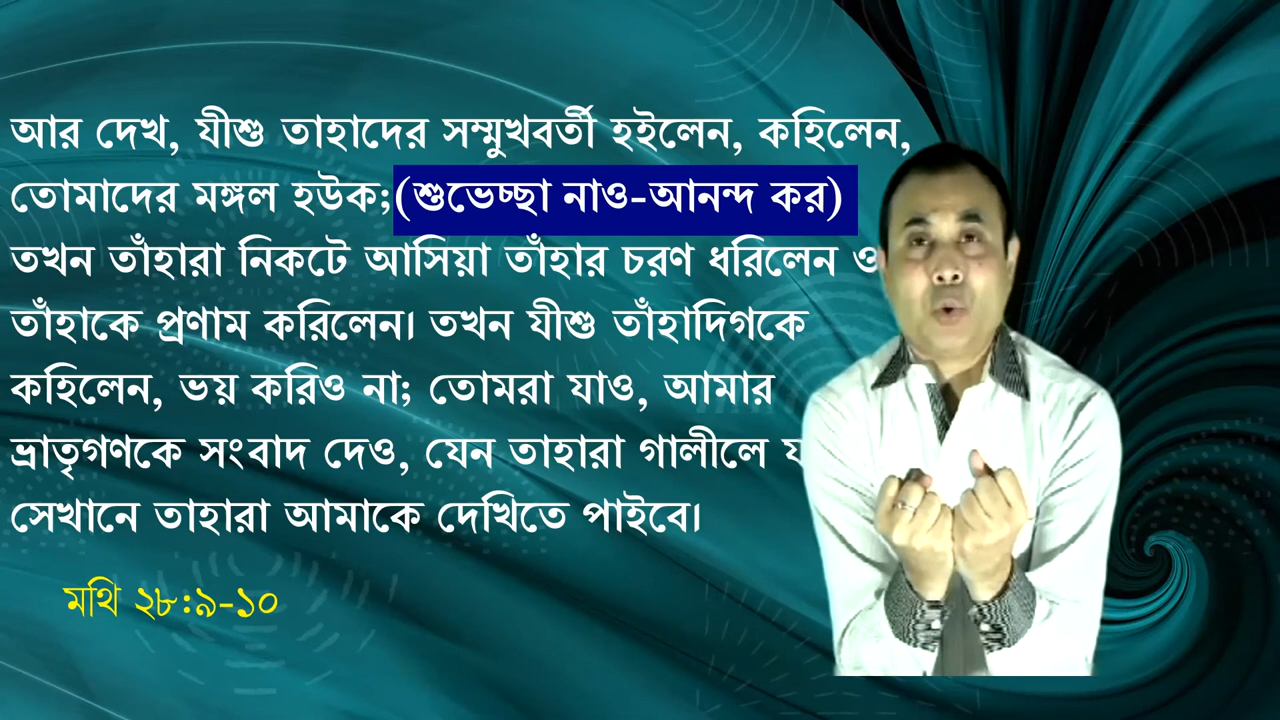 আর দেখ, যীশু তাহাদের সম্মুখবর্তী হইলেন, কহিলেন,
তোমাদের মঙ্গল হউক;(শুভেচ্ছা নাও-আনন্দ কর)
তখন তাঁহারা নিকটে আসিয়া তাঁহার চরণ ধরিলেন ও
তাঁহাকে প্রণাম করিলেন। তখন যীশু তাঁহাদিগকে
কহিলেন, ভয় করিও না; তোমরা যাও, আমার
ভ্রাতৃগণকে সংবাদ দেও, যেন তাহারা গালীলে
সেখানে তাহারা আমাকে দেখিতে পাইবে।
মথি ২৮:৯-১০